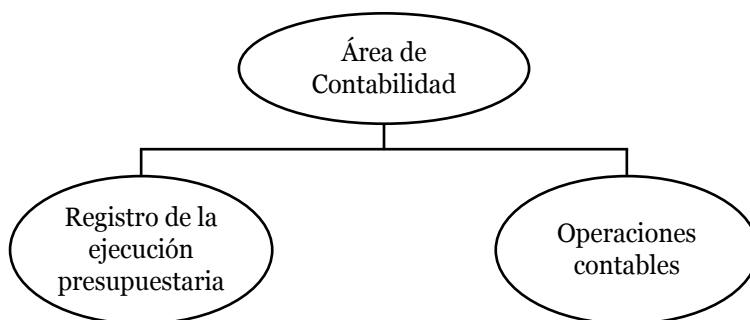 Área de
Contabilidad
Registro de la
ejecución
presupuestaria
Operaciones
contables